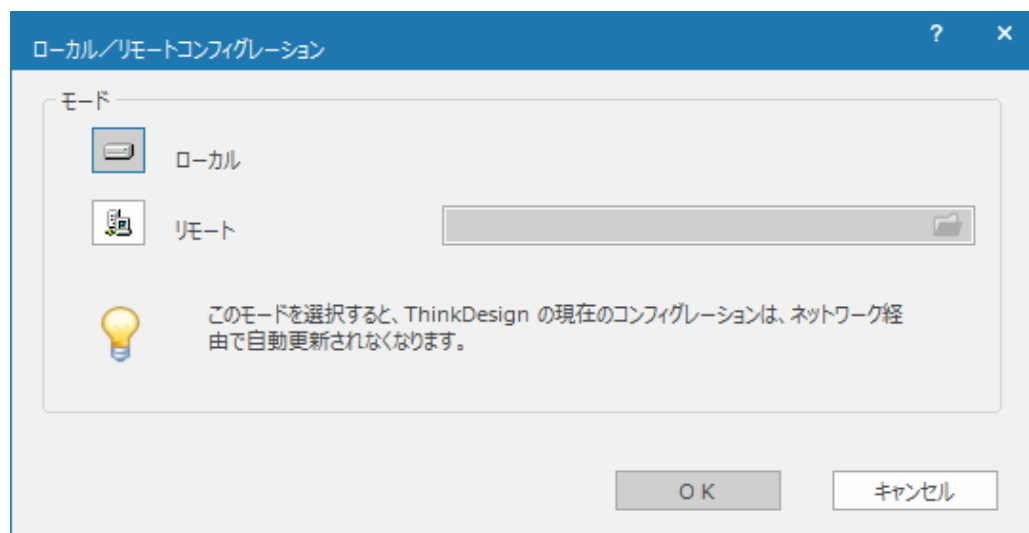 ローカル／リモートコンフィグレーション
?
×
モード
ローカル
リモート
このモードを選択すると、ThinkDesign の現在のコンフィグレーションは、ネットワーク経
由で自動更新されなくなります。
ＯＫ
キャンセル